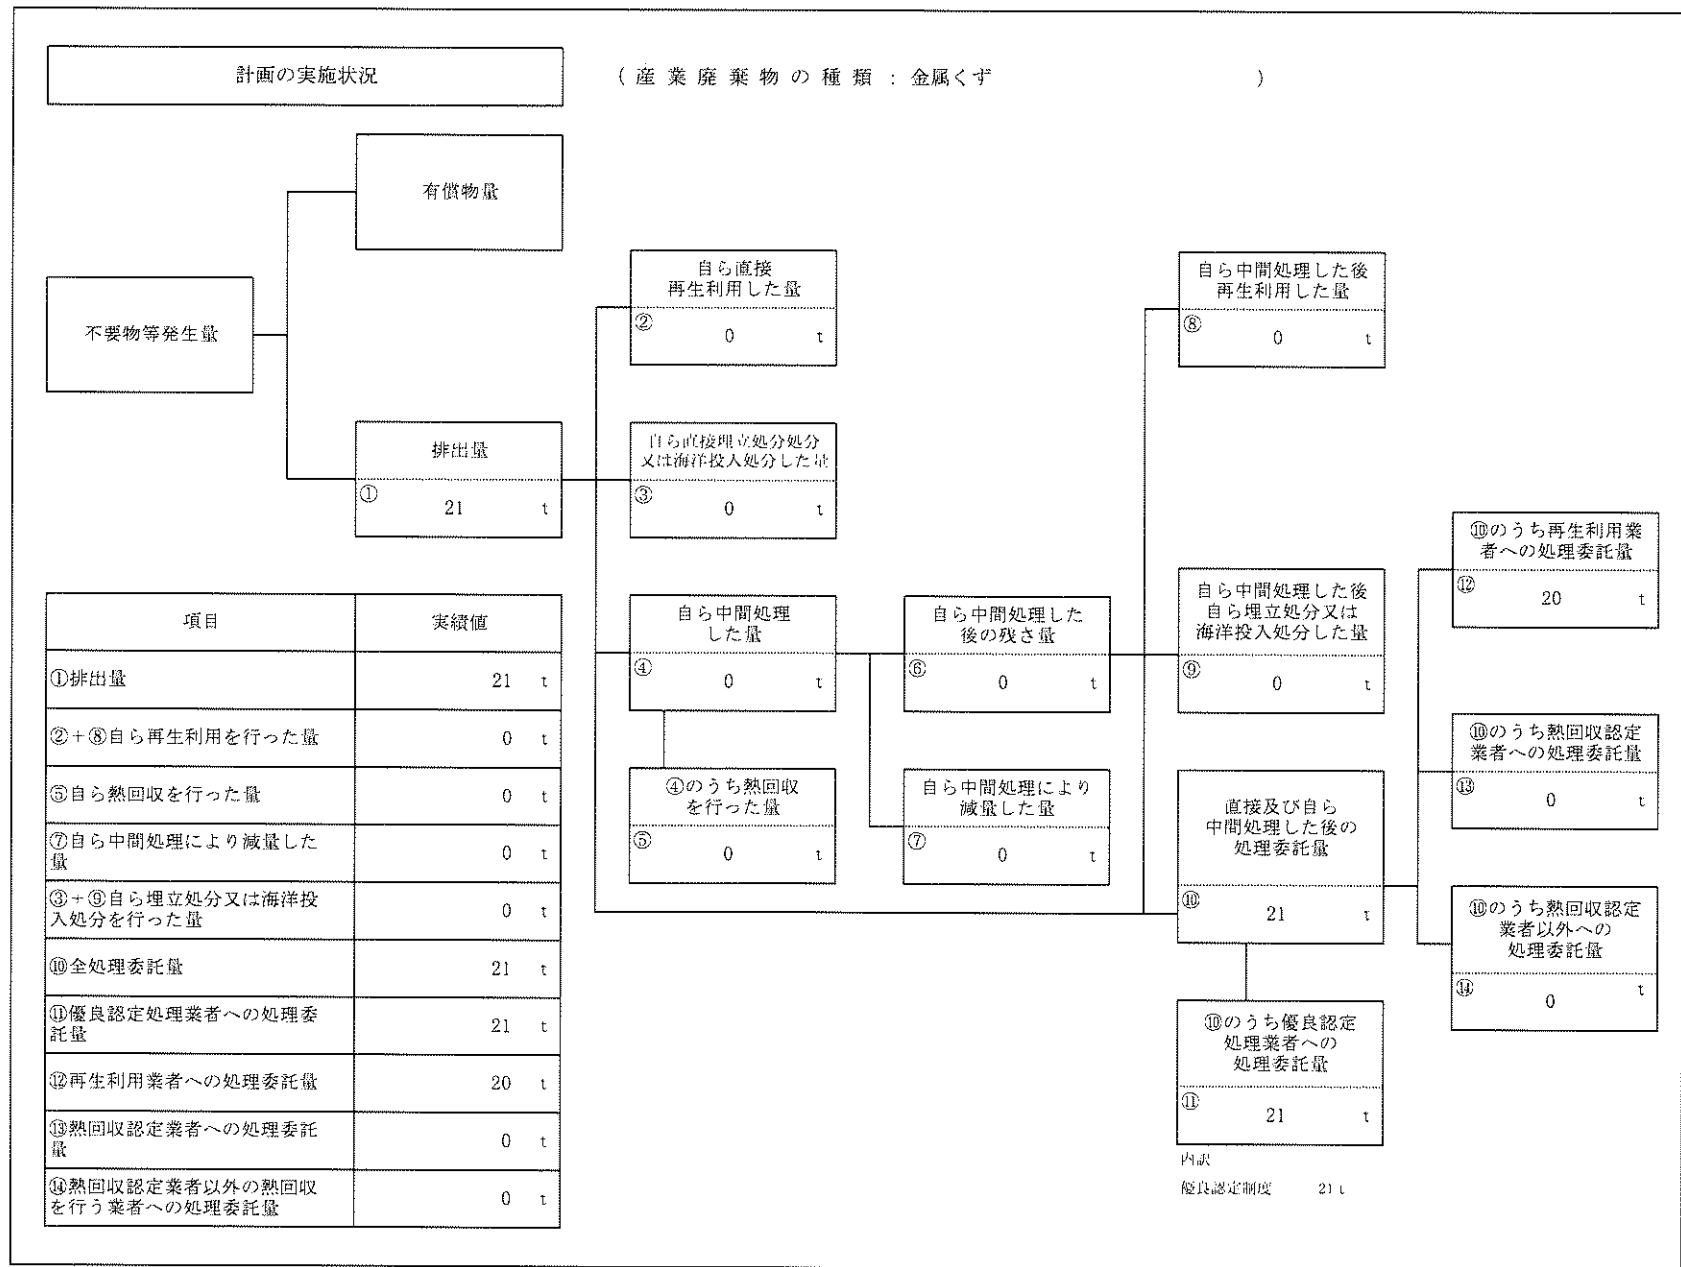 計画の実施状況
(産業廃棄物の種類:金属くず)
有償物量
不要物等発生量
排出量
① 21 t
自ら直接
再生利用した量
② 0 t
自ら直接埋立処分処分
又は海洋投入処分した量
③ 0 t
自ら中間処理
した量
④ 0 t
④のうち熱回収
を行った量
⑤ 0 t
自ら中間処理した
後の残さ量
⑥ 0 t
自ら中間処理により
減量した量
⑦ 0 t
自ら中間処理した後
再生利用した量
⑧ 0 t
自ら中間処理した後
自ら埋立処分又は
海洋投入処分した量
⑨ 0 t
直接及び自ら
中間処理した後の
処理委託量
⑩ 21 t
⑩のうち優良認定
処理業者への
処理委託量
⑪ 21 t
内訳
優良認定制度 21 t
⑩のうち再生利用業
者への処理委託量
⑫ 20 t
⑩のうち熱回収認定
業者への処理委託量
⑬ 0 t
⑩のうち熱回収認定
業者以外への
処理委託量
⑭ 0 t
項目 実績値
①排出量 21 t
②+⑧自ら再生利用を行った量 0 t
⑤自ら熱回収を行った量 0 t
⑦自ら中間処理により減量した
量 0 t
③+⑨自ら埋立処分又は海洋投
入処分を行った量 0 t
⑩全処理委託量 21 t
⑪優良認定処理業者への処理委
託量 21 t
⑫再生利用業者への処理委託量 20 t
⑬熱回収認定業者への処理委託
量 0 t
⑭熱回収認定業者以外の熱回収
を行う業者への処理委託量 0 t